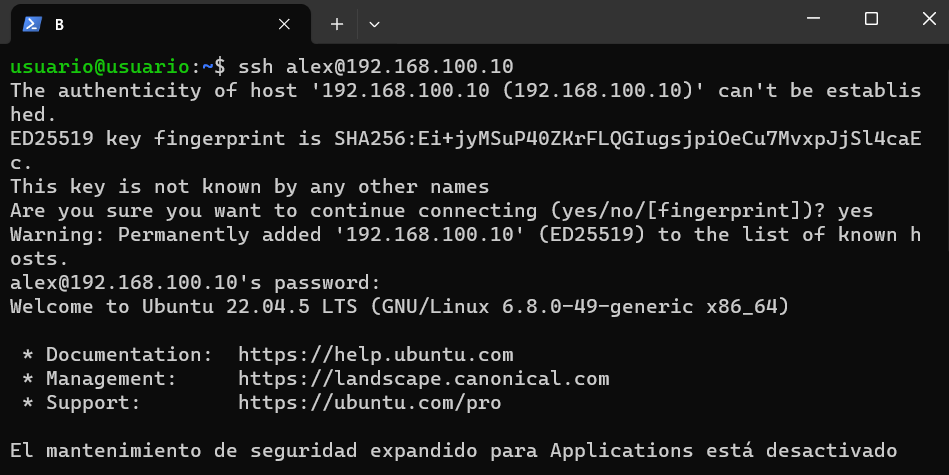 B
usuario@usuario:~$ ssh alex@192.168.100.10
The authenticity of host '192.168.100.10 (192.168.100.10)' can't be establis
hed.
ED25519 key fingerprint is SHA256:Ei+jyMSuP40ZKrFLQGIugsjpiOeCu7MvxpJjSl4caE
c.
This key is not known by any other names
Are you sure you want to continue connecting (yes/no/[fingerprint])? yes
Warning: Permanently added '192.168.100.10' (ED25519) to the list of known h
osts.
alex@192.168.100.10's password:
Welcome to Ubuntu 22.04.5 LTS (GNU/Linux 6.8.0-49-generic x86_64)
* Documentation:  https://help.ubuntu.com
* Management:     https://landscape.canonical.com
* Support:        https://ubuntu.com/pro
El mantenimiento de seguridad expandido para Applications está desactivado